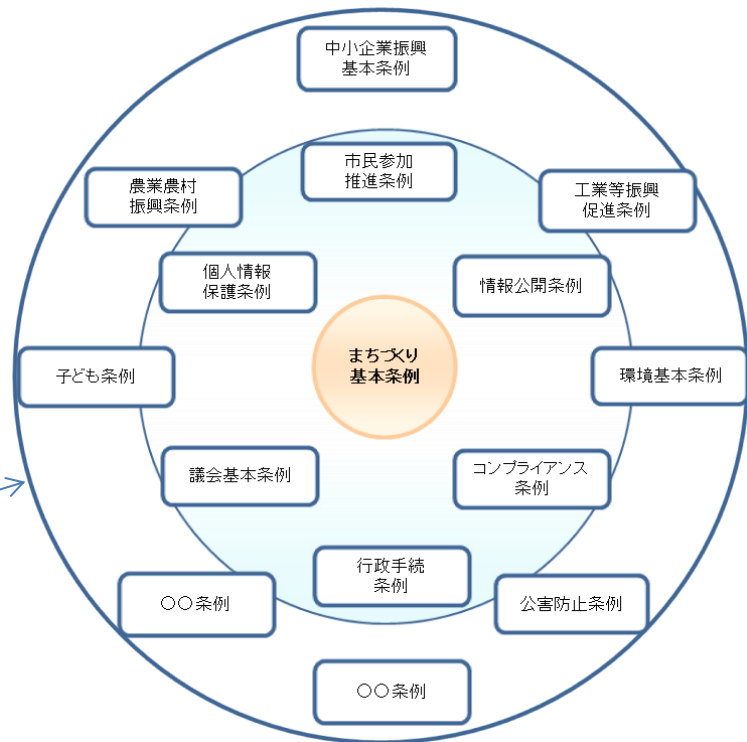 中小企業振興
基本条例
市民参加
推進条例
農業農村
振興条例
工業等振興
促進条例
個人情報
保護条例
情報公開条例
まちづくり
基本条例
子ども条例
環境基本条例
議会基本条例
コンプライアンス
条例
行政手続
条例
〇〇条例
公害防止条例
〇〇条例